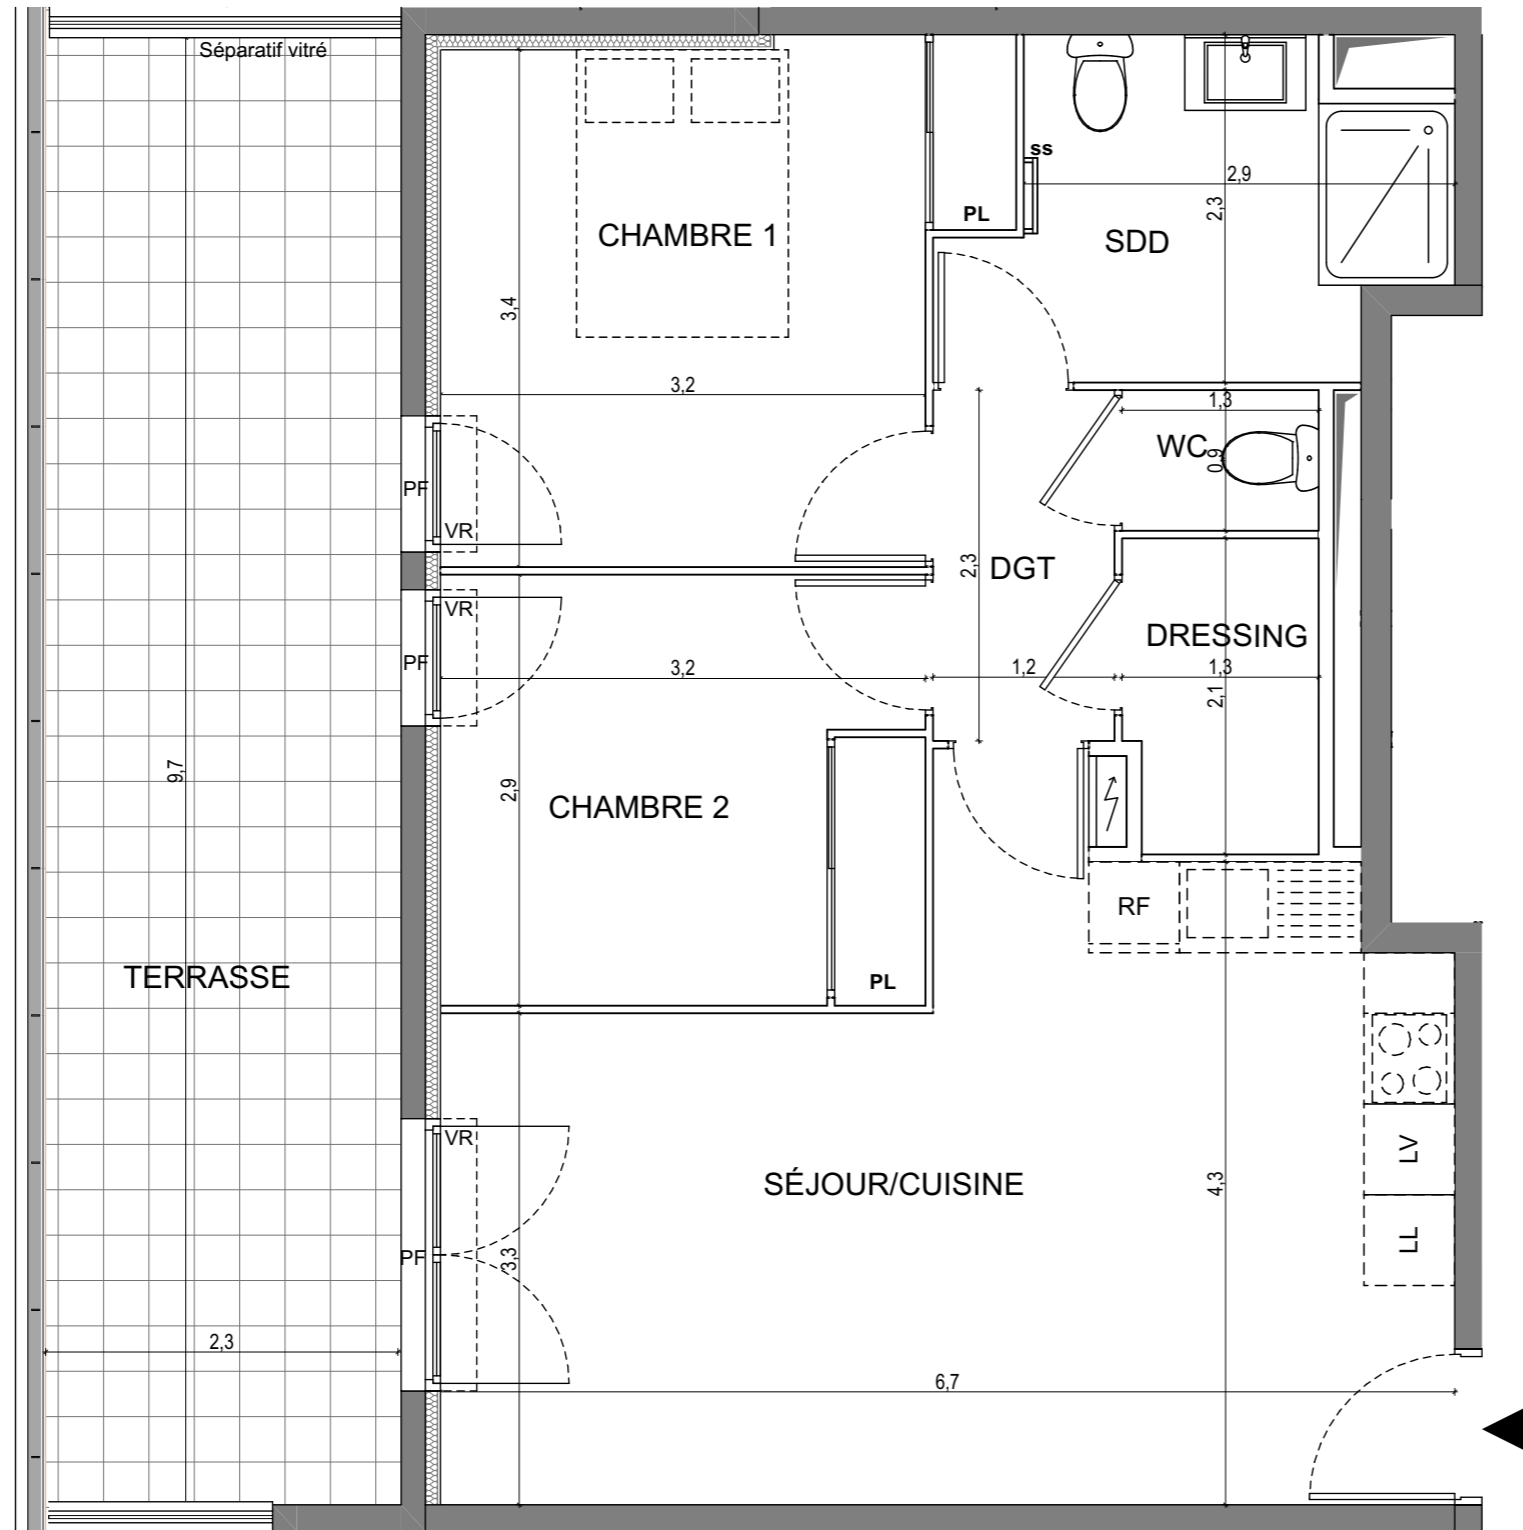 Séparatif vitré
ss
2,9
2,3
PL
CHAMBRE 1
SDD
3,4
3,2
1,3
WC
0,9
PF
VR
2,3
DGT
VR
DRESSING
PF
3,2
1,2
1,3
2,1
9,7
2,9
CHAMBRE 2
RF
TERRASSE
PL
VR
LV
SÉJOUR/CUISINE
4,3
LL
PF
3,3
2,3
6,7